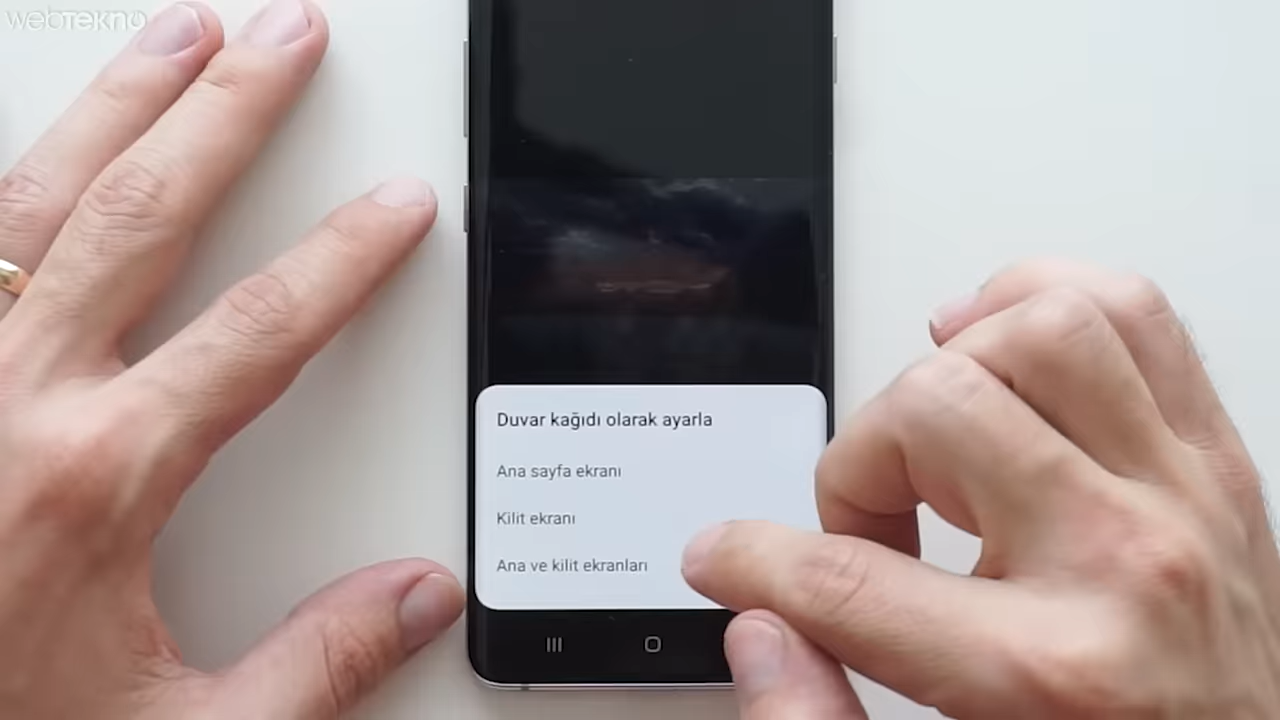 webtekno
Duvar kağıdı olarak ayarla
Ana sayfa ekranı
Kilit ekranı
Ana ve kilit ekranları